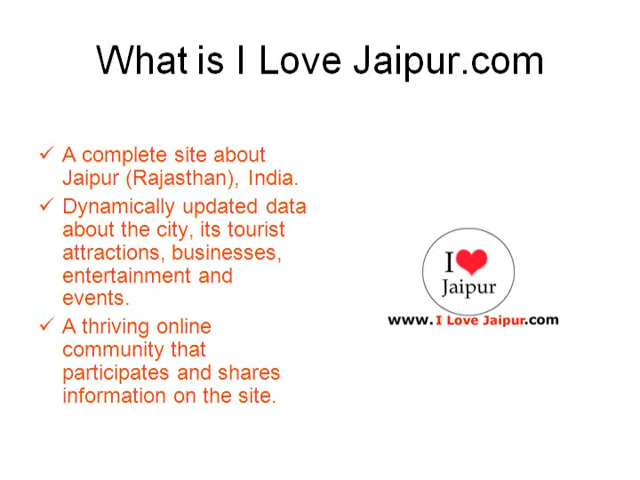 What is I Love Jaipur.com
A complete site about
Jaipur (Rajasthan), India.
Dynamically updated data
about the city, its tourist
attractions, businesses,
entertainment and
events.
A thriving online
community that
participates and shares
information on the site.
I
Jaipur
www.I Love Jaipur.com